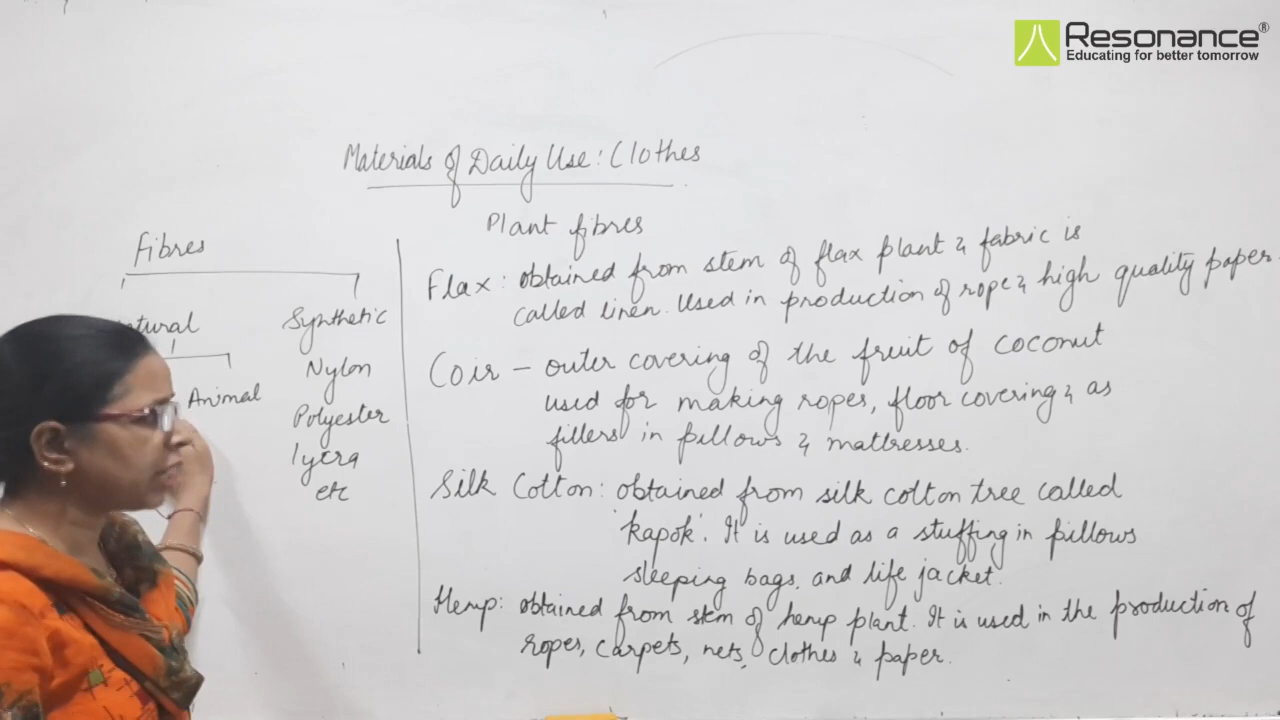 Resonance®
Educating for better tomorrow
Materials of Daily Use: Clothes
Fibres
Synthetic
Animal
Nylon
Polyester
lycra
etc
Plant fibres
Flax: obtained from stem of flax plant & fabric is
called linen. Used in production of rope & high quality paper.
Coir – outer covering of the fruit of coconut
used for making ropes, floor covering & as
fillers in pillows & mattresses.
Silk Cotton: obtained from silk cotton tree called
'kapok'. It is used as a stuffing in pillows
sleeping bags, and life jacket.
Hemp: obtained from stem of hemp plant. It is used in the production of
ropes, carpets, nets, clothes & paper.